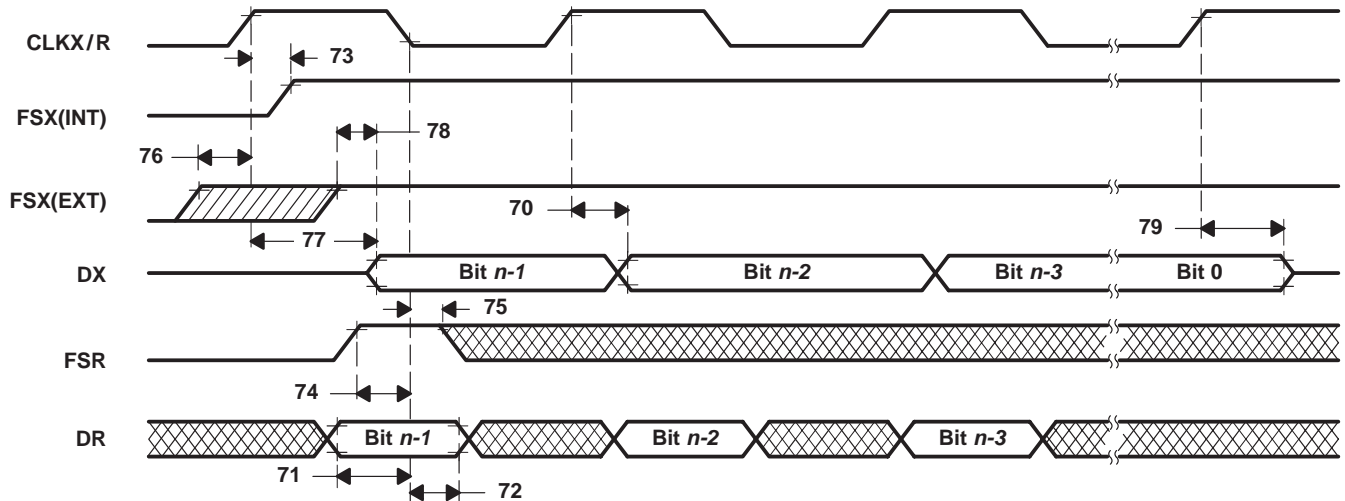 CLKX/R
73
FSX(INT)
78
76
FSX(EXT)
70
77
79
DX
Bit n-1
Bit n-2
Bit n-3
Bit 0
75
FSR
74
DR
Bit n-1
Bit n-2
Bit n-3
71
72